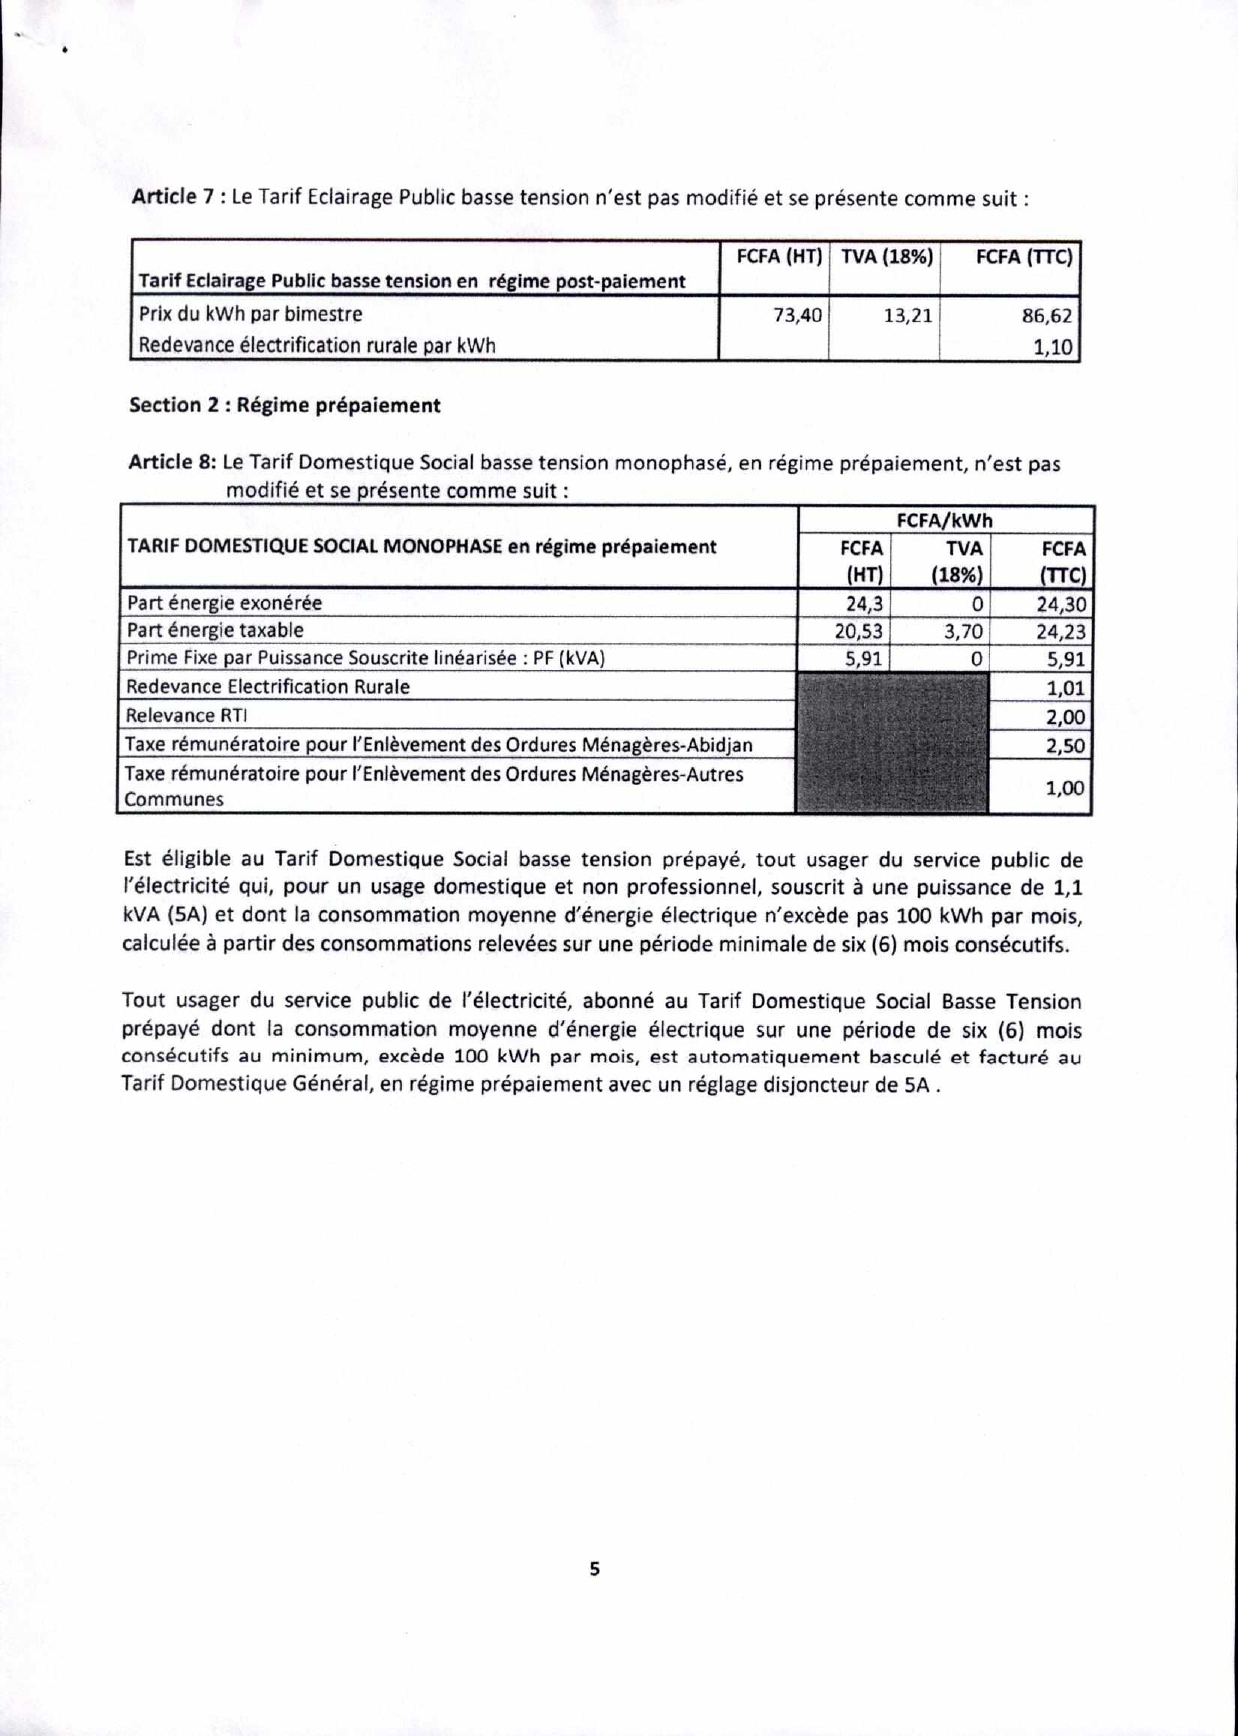 Article 7 : Le Tarif Eclairage Public basse tension n'est pas modifié et se présente comme suit :
FCFA (HT) TVA (18%) FCFA (TTC)
Tarif Eclairage Public basse tension en régime post-paiement
Prix du kWh par bimestre 73,40 13,21 86,62
Redevance électrification rurale par kWh 1,10
Section 2 : Régime prépaiement
Article 8: Le Tarif Domestique Social basse tension monophasé, en régime prépaiement, n'est pas
modifié et se présente comme suit :
FCFA/kWh
TARIF DOMESTIQUE SOCIAL MONOPHASE en régime prépaiement FCFA TVA FCFA
(HT) (18%) (TTC)
Part énergie exonérée 24,3 0 24,30
Part énergie taxable 20,53 3,70 24,23
Prime Fixe par Puissance Souscrite linéarisée : PF (kVA) 5,91 0 5,91
Redevance Electrification Rurale 1,01
Relevance RTI 2,00
Taxe rémunératoire pour l'Enlèvement des Ordures Ménagères-Abidjan 2,50
Taxe rémunératoire pour l'Enlèvement des Ordures Ménagères-Autres
Communes 1,00
Est éligible au Tarif Domestique Social basse tension prépayé, tout usager du service public de
l'électricité qui, pour un usage domestique et non professionnel, souscrit à une puissance de 1,1
kVA (5A) et dont la consommation moyenne d'énergie électrique n'excède pas 100 kWh par mois,
calculée à partir des consommations relevées sur une période minimale de six (6) mois consécutifs.
Tout usager du service public de l'électricité, abonné au Tarif Domestique Social Basse Tension
prépayé dont la consommation moyenne d'énergie électrique sur une période de six (6) mois
consécutifs au minimum, excède 100 kWh par mois, est automatiquement basculé et facturé au
Tarif Domestique Général, en régime prépaiement avec un réglage disjoncteur de 5A .
5